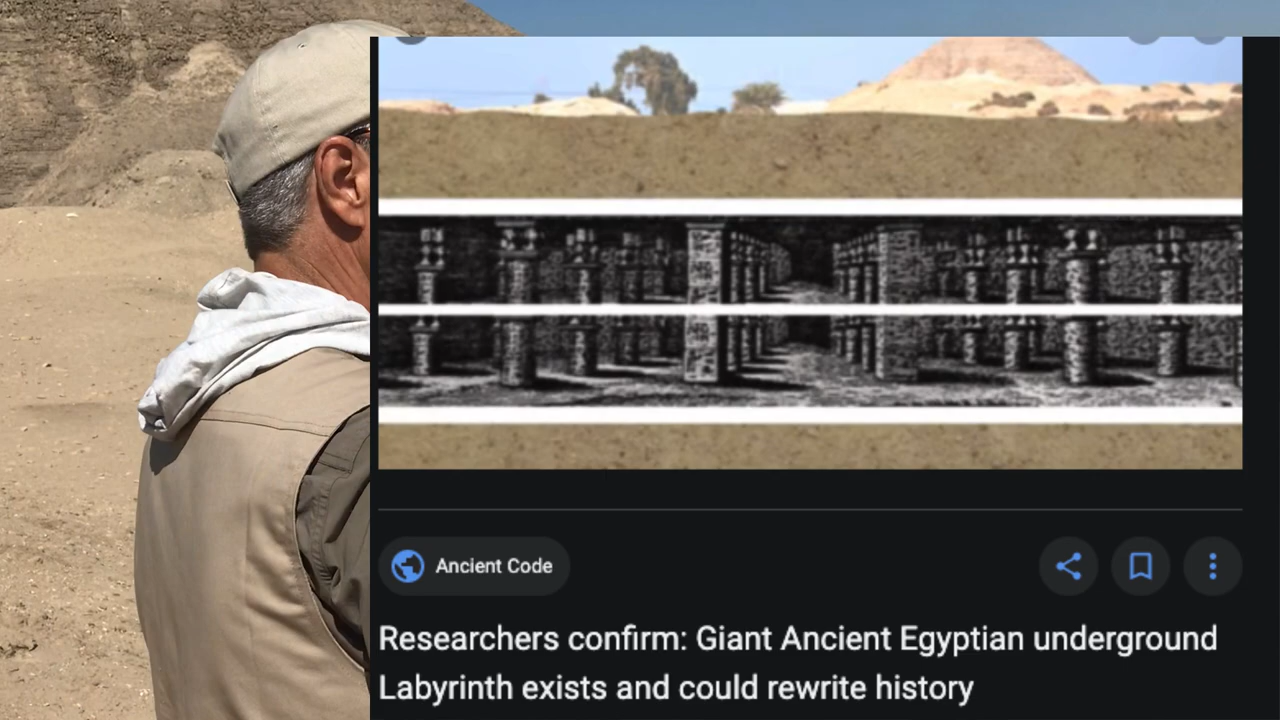 Ancient Code
Researchers confirm: Giant Ancient Egyptian underground
Labyrinth exists and could rewrite history